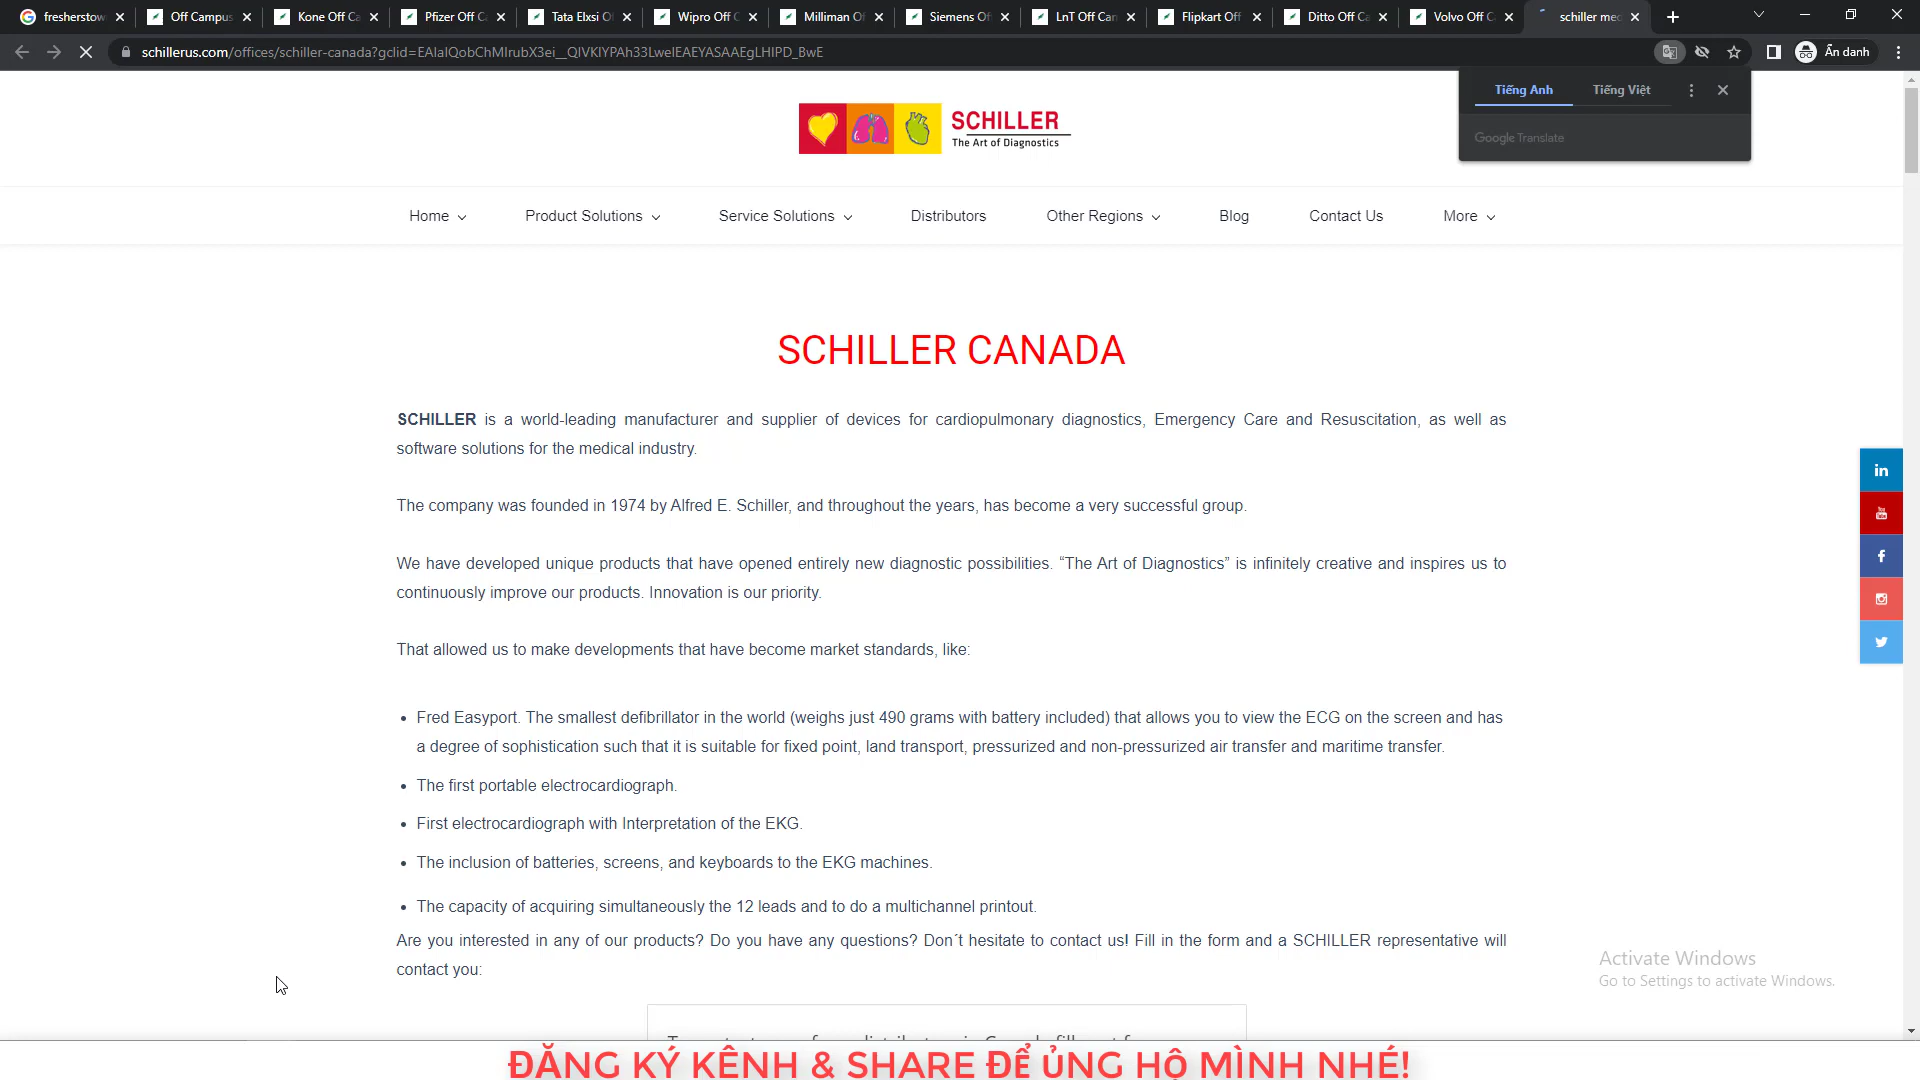 fresherstow
Off Campus
Kone Off Ca
Pfizer Off C
Tata Elxsi O
Wipro Off C
Milliman O
Siemens Of
LnT Off Can
Flipkart Off
Ditto Off Ca
Volvo Off C
schiller med
schillerus.com/offices/schiller-canada?gclid=EAIaIQobChMIrubX3ei__QIVKIYPAh33LweIEAEYASAAEgLHIPD_BwE
Ẩn danh
Tiếng Anh
Tiếng Việt
Google Translate
SCHILLER
The Art of Diagnostics
Home
Product Solutions
Service Solutions
Distributors
Other Regions
Blog
Contact Us
More
SCHILLER CANADA
SCHILLER is a world-leading manufacturer and supplier of devices for cardiopulmonary diagnostics, Emergency Care and Resuscitation, as well as
software solutions for the medical industry.
The company was founded in 1974 by Alfred E. Schiller, and throughout the years, has become a very successful group.
We have developed unique products that have opened entirely new diagnostic possibilities. “The Art of Diagnostics” is infinitely creative and inspires us to
continuously improve our products. Innovation is our priority.
That allowed us to make developments that have become market standards, like:
• Fred Easyport. The smallest defibrillator in the world (weighs just 490 grams with battery included) that allows you to view the ECG on the screen and has
a degree of sophistication such that it is suitable for fixed point, land transport, pressurized and non-pressurized air transfer and maritime transfer.
• The first portable electrocardiograph.
• First electrocardiograph with Interpretation of the EKG.
• The inclusion of batteries, screens, and keyboards to the EKG machines.
• The capacity of acquiring simultaneously the 12 leads and to do a multichannel printout.
Are you interested in any of our products? Do you have any questions? Don´t hesitate to contact us! Fill in the form and a SCHILLER representative will
contact you:
Activate Windows
Go to Settings to activate Windows.
ĐĂNG KÝ KÊNH & SHARE ĐỂ ỦNG HỘ MÌNH NHÉ!